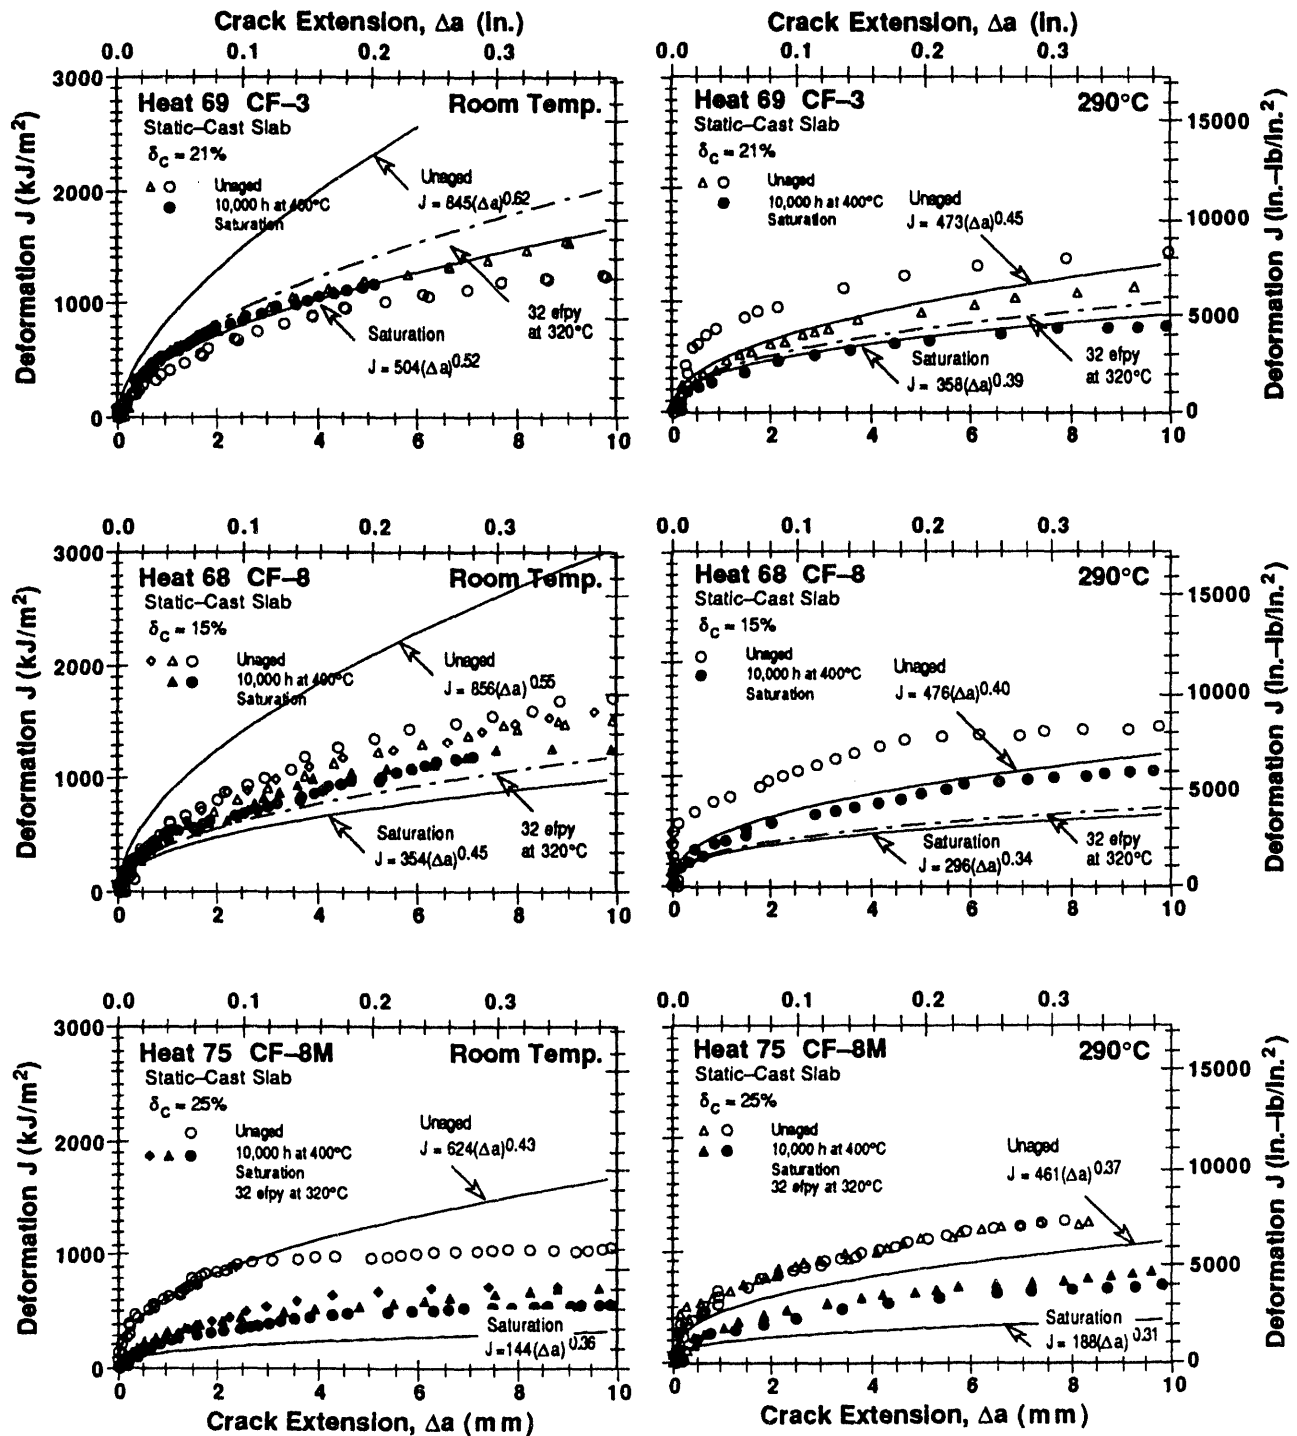 Crack Extension, Δa (in.)
Crack Extension, Δa (in.)
0.0 0.1 0.2 0.3
0.0 0.1 0.2 0.3
Deformation J (kJ/m²)
3000
2000
1000
0
Heat 69 CF–3 Room Temp.
Static–Cast Slab
δC = 21%
Unaged
10,000 h at 400°C
Saturation
Unaged
J = 845(Δa)0.62
Saturation
J = 504(Δa)0.52
32 efpy
at 320°C
0 2 4 6 8 10
Heat 69 CF–3 290°C
Static–Cast Slab
δC = 21%
Unaged
10,000 h at 400°C
Saturation
Unaged
J = 473(Δa)0.45
Saturation
J = 358(Δa)0.39
32 efpy
at 320°C
0 2 4 6 8 10
15000
10000
5000
0
Deformation J (in.–lb/in.²)
0.0 0.1 0.2 0.3
0.0 0.1 0.2 0.3
Deformation J (kJ/m²)
3000
2000
1000
0
Heat 68 CF–8 Room Temp.
Static–Cast Slab
δC = 15%
Unaged
10,000 h at 400°C
Saturation
Unaged
J = 856(Δa)0.55
Saturation
J = 354(Δa)0.45
32 efpy
at 320°C
0 2 4 6 8 10
Heat 68 CF–8 290°C
Static–Cast Slab
δC = 15%
Unaged
10,000 h at 400°C
Saturation
Unaged
J = 476(Δa)0.40
Saturation
J = 296(Δa)0.34
32 efpy
at 320°C
0 2 4 6 8 10
15000
10000
5000
0
Deformation J (in.–lb/in.²)
0.0 0.1 0.2 0.3
0.0 0.1 0.2 0.3
Deformation J (kJ/m²)
3000
2000
1000
0
Heat 75 CF–8M Room Temp.
Static–Cast Slab
δC = 25%
Unaged
10,000 h at 400°C
Saturation
32 efpy at 320°C
Unaged
J = 624(Δa)0.43
Saturation
J =144(Δa) 0.36
0 2 4 6 8 10
Crack Extension, Δa (mm)
Heat 75 CF–8M 290°C
Static–Cast Slab
δC = 25%
Unaged
10,000 h at 400°C
Saturation
32 efpy at 320°C
Unaged
J = 461(Δa)0.37
Saturation
J = 188(Δa) 0.31
0 2 4 6 8 10
Crack Extension, Δa (mm)
15000
10000
5000
0
Deformation J (in.–lb/in.²)